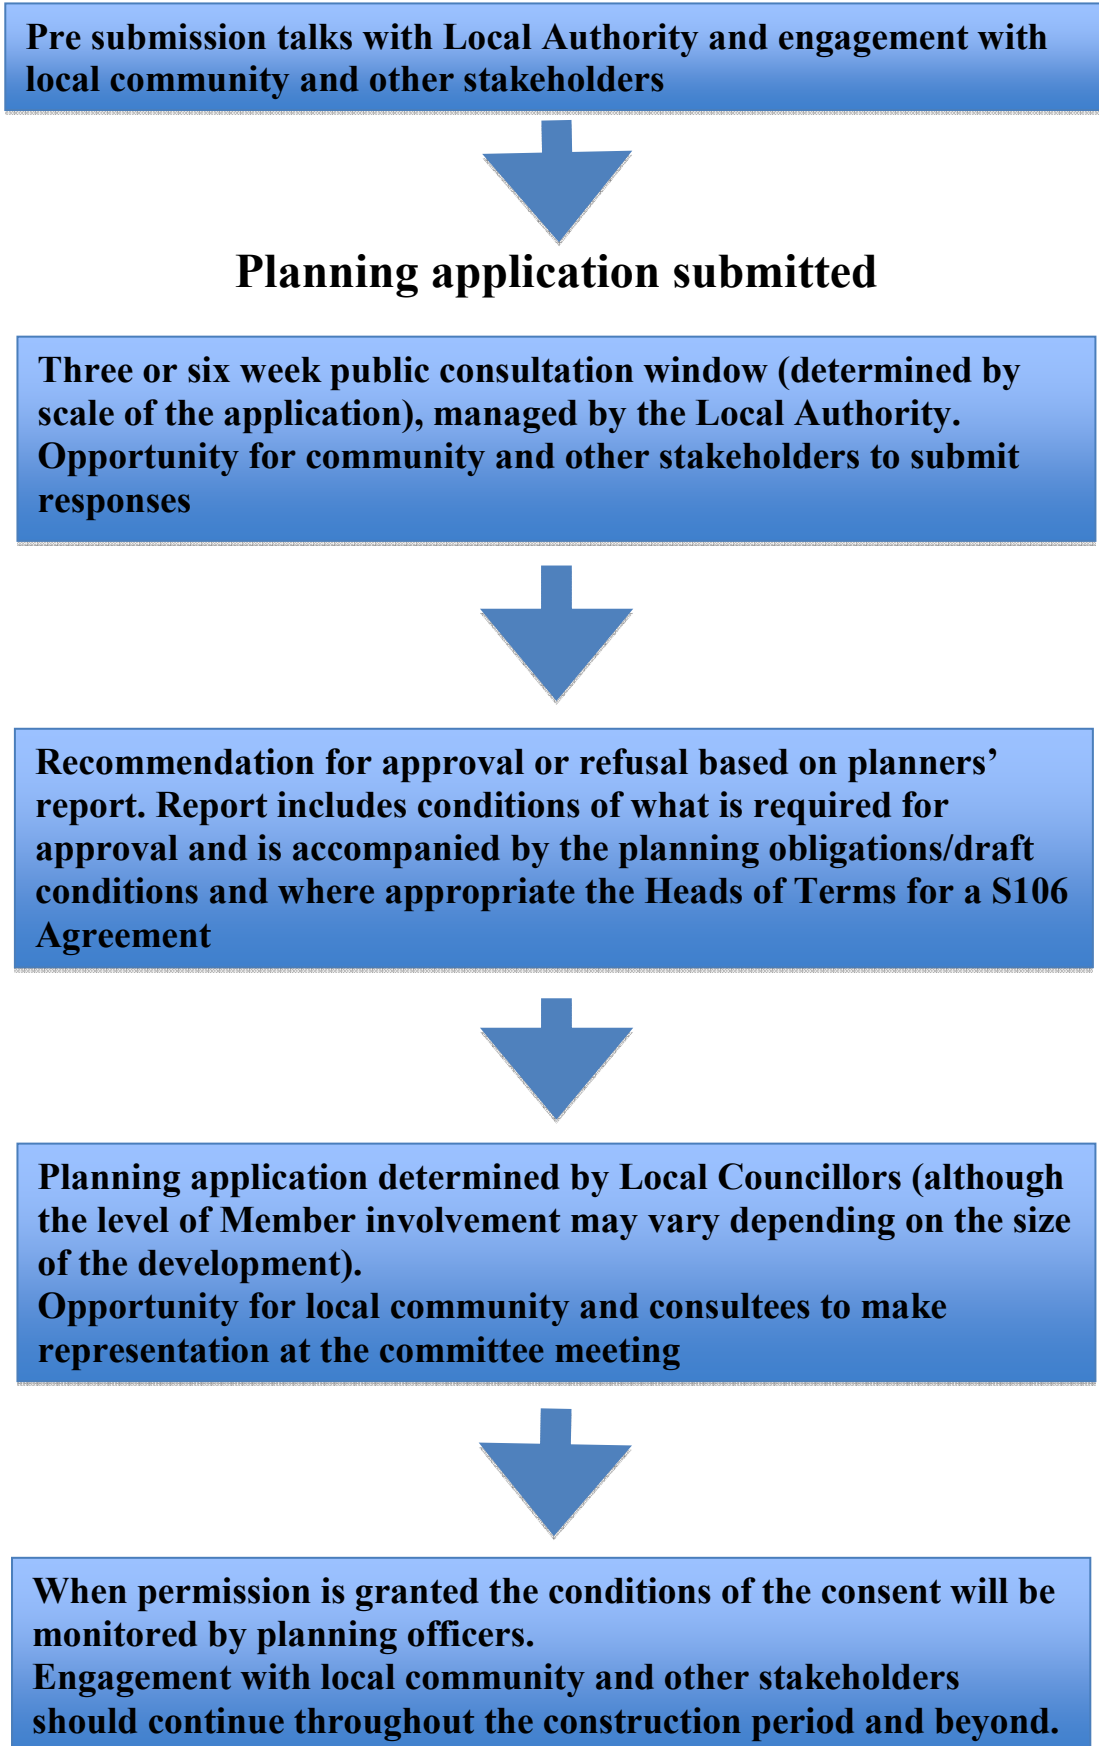 Pre submission talks with Local Authority and engagement with
local community and other stakeholders
Planning application submitted
Three or six week public consultation window (determined by
scale of the application), managed by the Local Authority.
Opportunity for community and other stakeholders to submit
responses
Recommendation for approval or refusal based on planners’
report. Report includes conditions of what is required for
approval and is accompanied by the planning obligations/draft
conditions and where appropriate the Heads of Terms for a S106
Agreement
Planning application determined by Local Councillors (although
the level of Member involvement may vary depending on the size
of the development).
Opportunity for local community and consultees to make
representation at the committee meeting
When permission is granted the conditions of the consent will be
monitored by planning officers.
Engagement with local community and other stakeholders
should continue throughout the construction period and beyond.